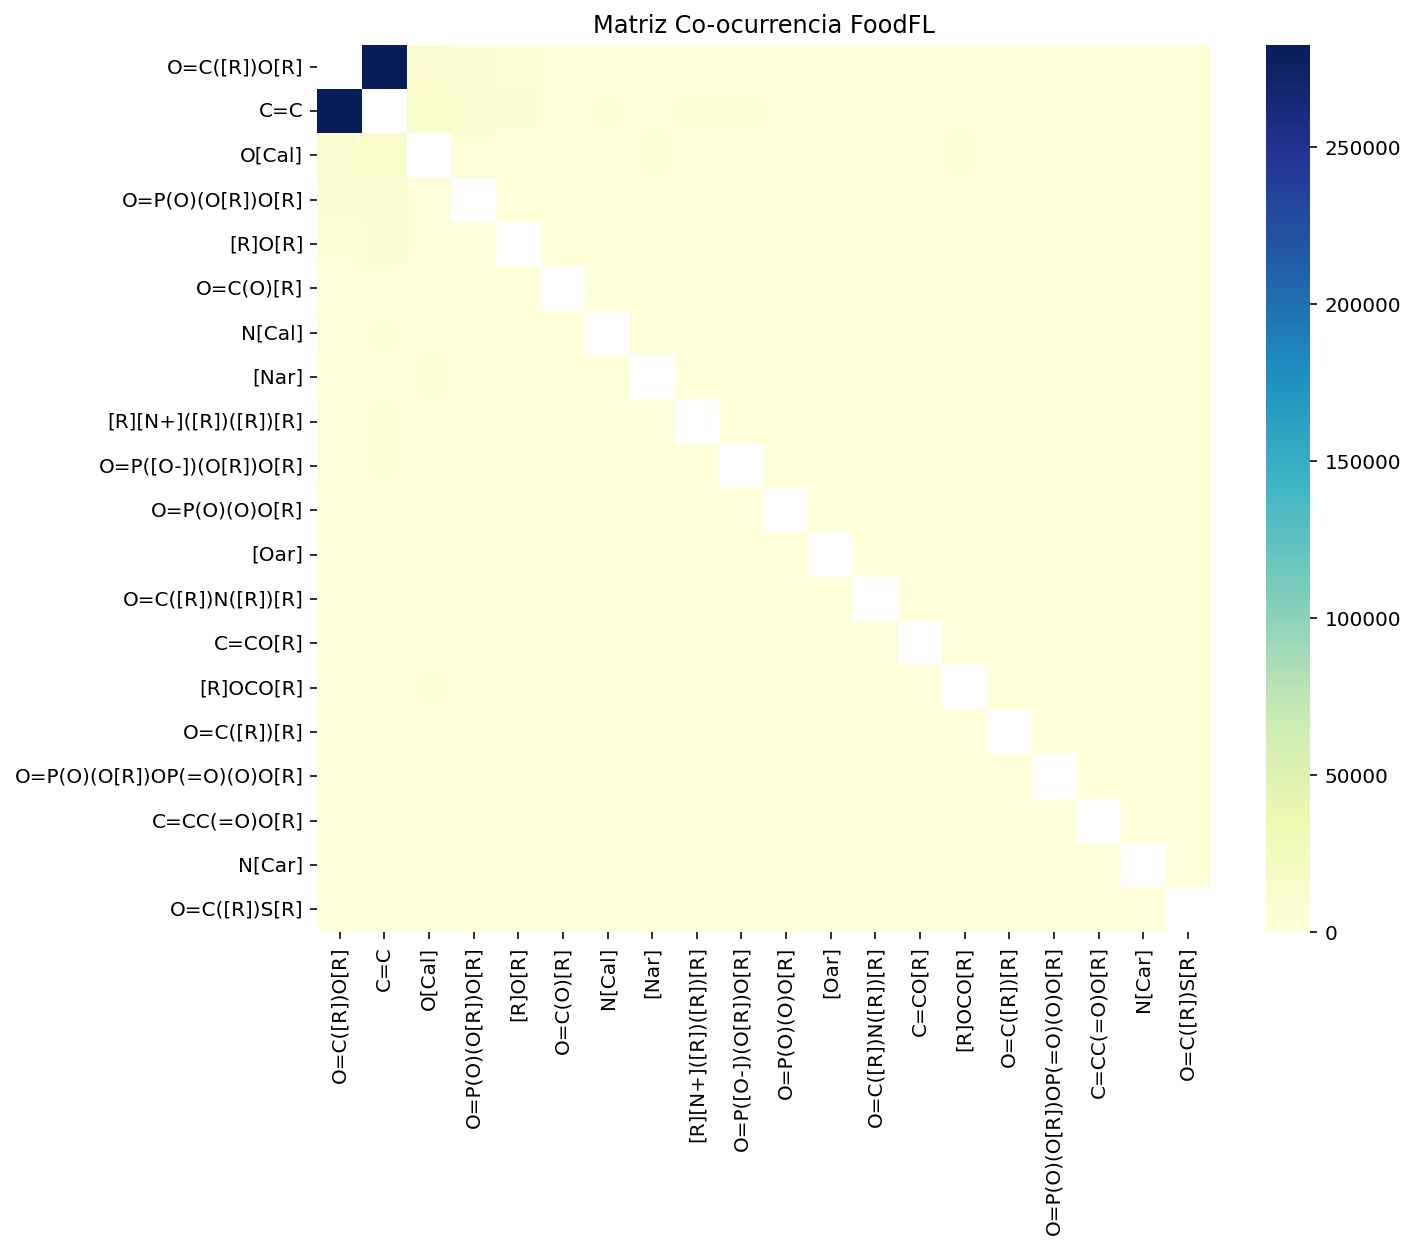 Matriz Co-ocurrencia FoodFL
O=C([R])O[R]
C=C
O[Cal]
O=P(O)(O[R])O[R]
[R]O[R]
O=C(O)[R]
N[Cal]
[Nar]
[R][N+]([R])([R])[R]
O=P([O-])(O[R])O[R]
O=P(O)(O)O[R]
[Oar]
O=C([R])N([R])[R]
C=CO[R]
[R]OCO[R]
O=C([R])[R]
O=P(O)(O[R])OP(=O)(O)O[R]
C=CC(=O)O[R]
N[Car]
O=C([R])S[R]
O=C([R])O[R]
C=C
O[Cal]
O=P(O)(O[R])O[R]
[R]O[R]
O=C(O)[R]
N[Cal]
[Nar]
[R][N+]([R])([R])[R]
O=P([O-])(O[R])O[R]
O=P(O)(O)O[R]
[Oar]
O=C([R])N([R])[R]
C=CO[R]
[R]OCO[R]
O=C([R])[R]
O=P(O)(O[R])OP(=O)(O)O[R]
C=CC(=O)O[R]
N[Car]
O=C([R])S[R]
250000
200000
150000
100000
50000
0